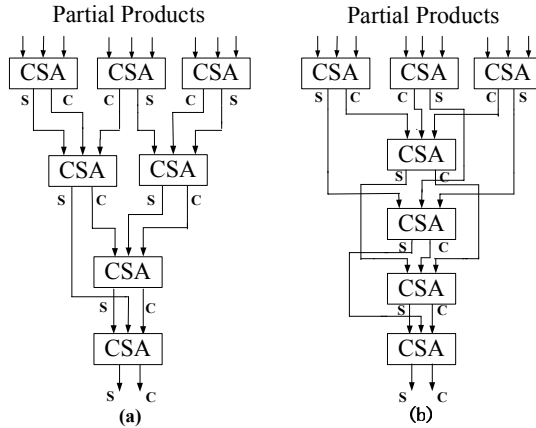 Partial Products Partial Products
CSA CSA CSA CSA CSA CSA
S C C S C S S C C S C S
CSA CSA CSA
S C S C S C
CSA
CSA S C
S C CSA
S C
CSA CSA
S C S C
(a) (b)